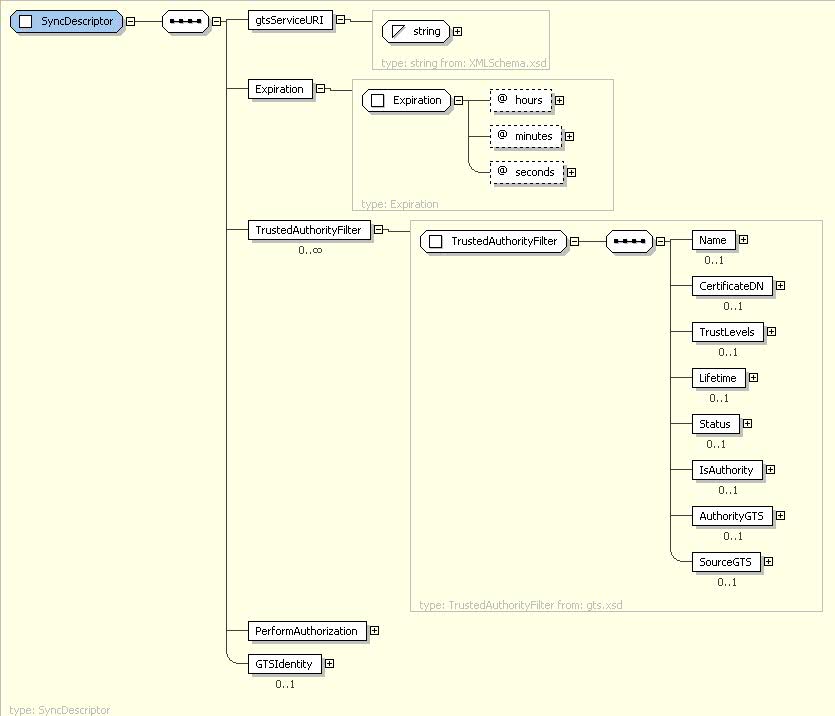 SyncDescriptor
gtsServiceURI
string
type: string from: XMLSchema.xsd
Expiration
Expiration
@ hours
@ minutes
@ seconds
type: Expiration
TrustedAuthorityFilter
0..∞
TrustedAuthorityFilter
Name
0..1
CertificateDN
0..1
TrustLevels
0..1
Lifetime
0..1
Status
0..1
IsAuthority
0..1
AuthorityGTS
0..1
SourceGTS
0..1
type: TrustedAuthorityFilter from: gts.xsd
PerformAuthorization
GTSIdentity
0..1
type: SyncDescriptor